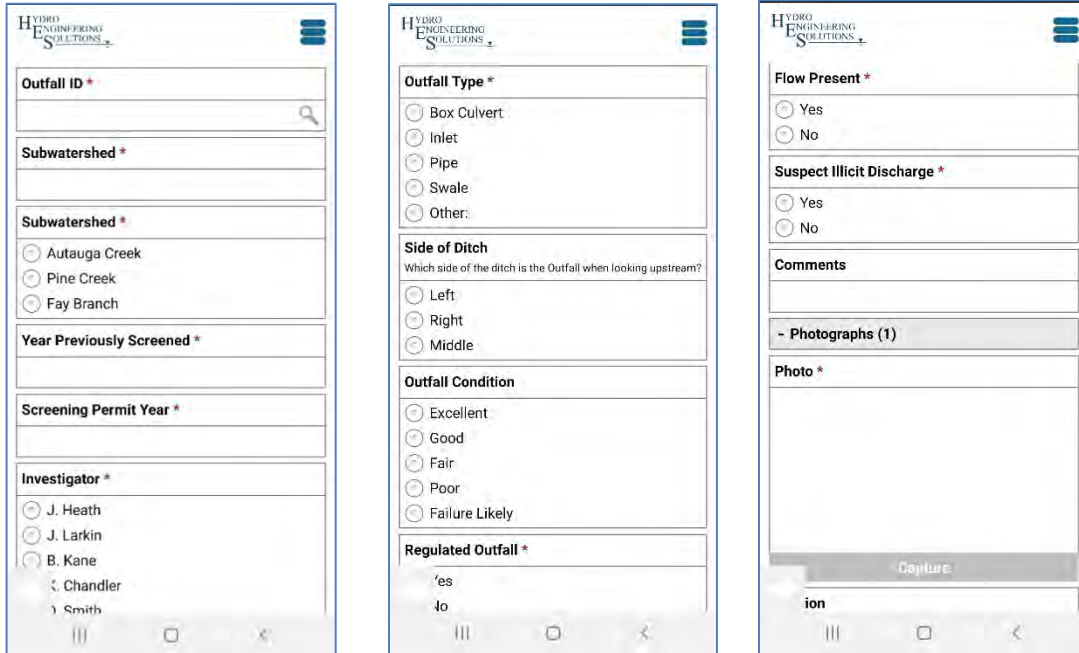 HYDRO
ENGINEERING
SOLUTIONS
Outfall ID *
Subwatershed *
Subwatershed *
Autauga Creek
Pine Creek
Fay Branch
Year Previously Screened *
Screening Permit Year *
Investigator *
J. Heath
J. Larkin
B. Kane
Chandler
Smith
HYDRO
ENGINEERING
SOLUTIONS
Outfall Type *
Box Culvert
Inlet
Pipe
Swale
Other:
Side of Ditch
Which side of the ditch is the Outfall when looking upstream?
Left
Right
Middle
Outfall Condition
Excellent
Good
Fair
Poor
Failure Likely
Regulated Outfall *
HYDRO
ENGINEERING
SOLUTIONS
Flow Present *
Yes
No
Suspect Illicit Discharge *
Yes
No
Comments
- Photographs (1)
Photo *
Capture